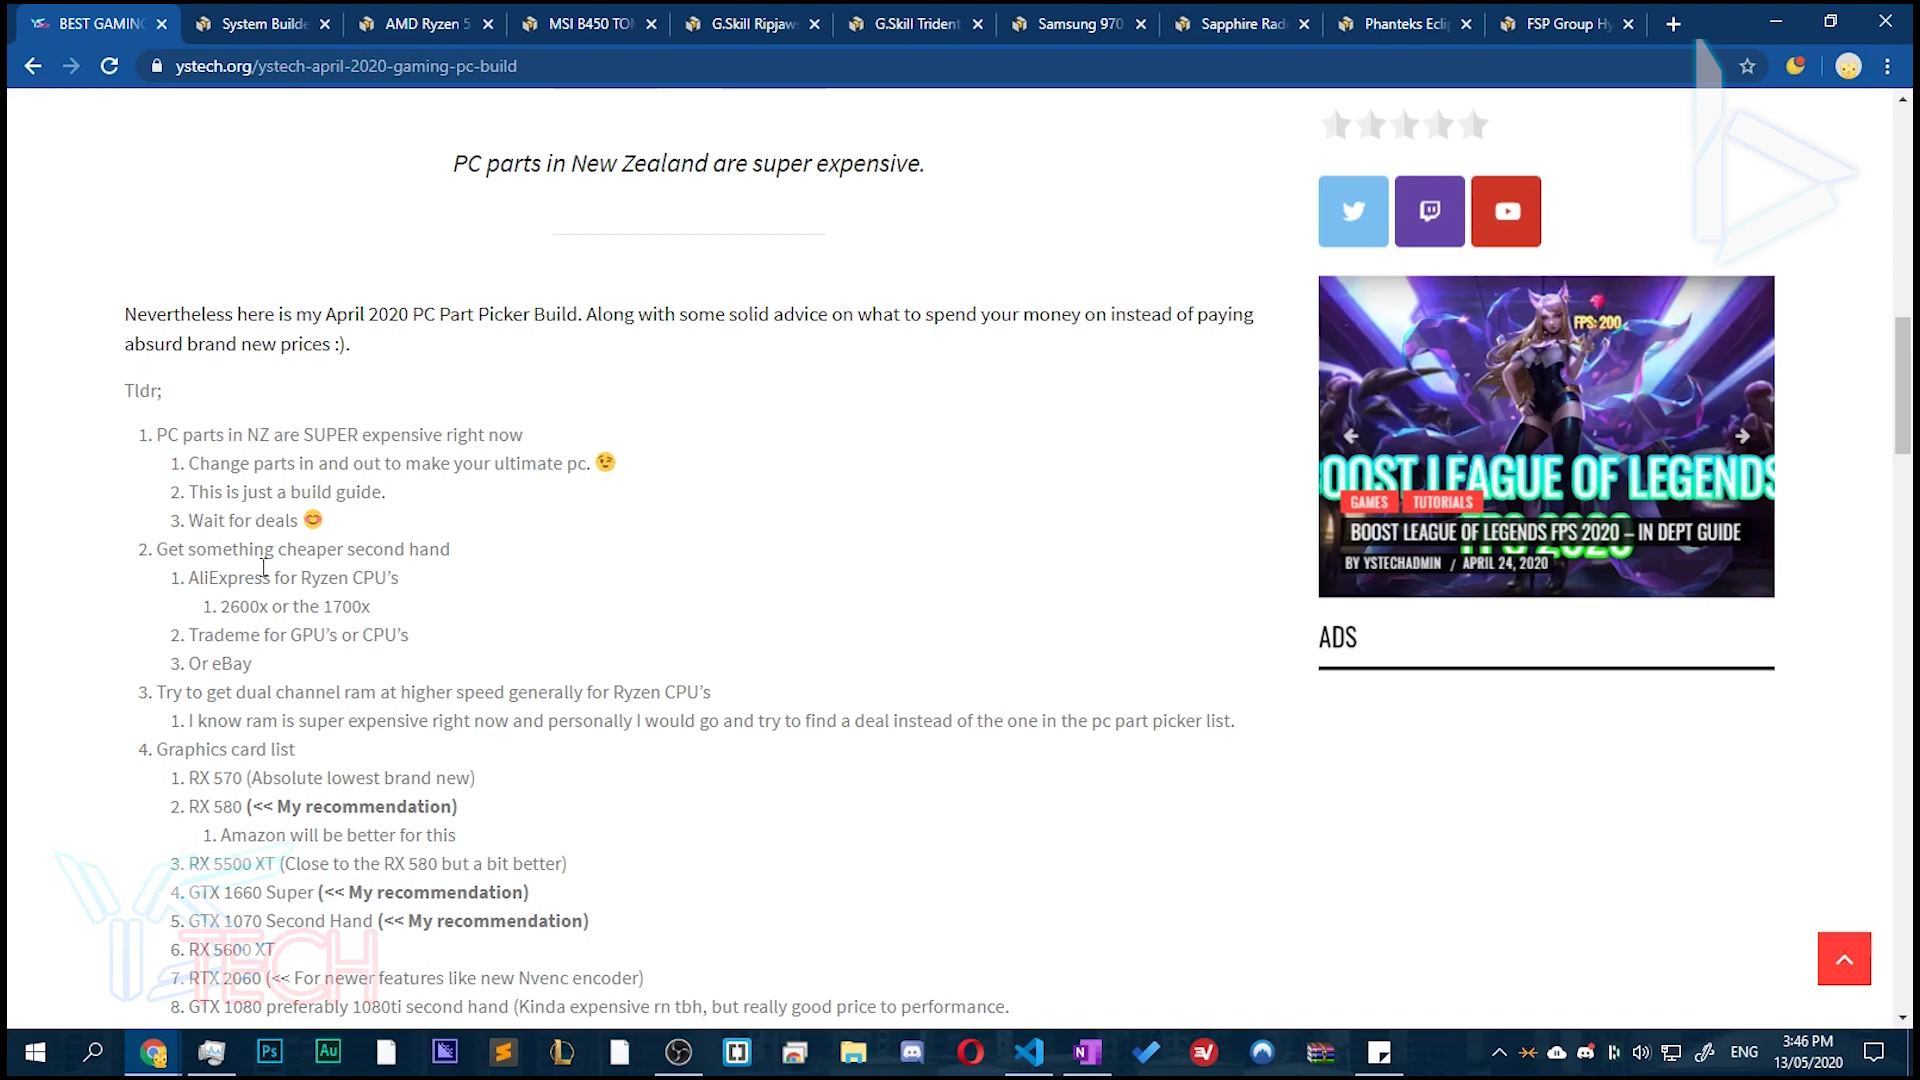 BEST GAMING
System Builde
AMD Ryzen 5
MSI B450 TO
G.Skill Ripjaw
G.Skill Trident
Samsung 970
Sapphire Rad
Phanteks Ecli
FSP Group Hy
ystech.org/ystech-april-2020-gaming-pc-build
PC parts in New Zealand are super expensive.
Nevertheless here is my April 2020 PC Part Picker Build. Along with some solid advice on what to spend your money on instead of paying
absurd brand new prices :).
Tldr;
1. PC parts in NZ are SUPER expensive right now
1. Change parts in and out to make your ultimate pc. 😉
2. This is just a build guide.
3. Wait for deals 😊
2. Get something cheaper second hand
1. AliExpress for Ryzen CPU's
1. 2600x or the 1700x
2. Trademe for GPU's or CPU's
3. Or eBay
3. Try to get dual channel ram at higher speed generally for Ryzen CPU's
1. I know ram is super expensive right now and personally I would go and try to find a deal instead of the one in the pc part picker list.
4. Graphics card list
1. RX 570 (Absolute lowest brand new)
2. RX 580 (<< My recommendation)
1. Amazon will be better for this
3. RX 5500 XT (Close to the RX 580 but a bit better)
4. GTX 1660 Super (<< My recommendation)
5. GTX 1070 Second Hand (<< My recommendation)
6. RX 5600 XT
7. RTX 2060 (<< For newer features like new Nvenc encoder)
8. GTX 1080 preferably 1080ti second hand (Kinda expensive rn tbh, but really good price to performance.
FPS: 200
OOST LEAGUE OF LEGENDS
GAMES TUTORIALS
FPS 2020
BOOST LEAGUE OF LEGENDS FPS 2020 – IN DEPT GUIDE
BY YSTECHADMIN / APRIL 24, 2020
ADS
YS
TECH
Ps
Au
ENG
3:46 PM
13/05/2020